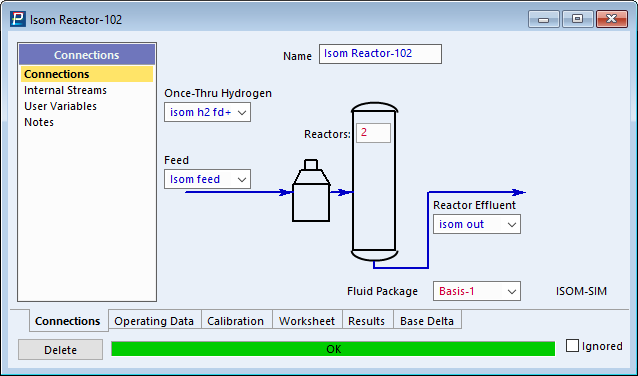 Isom Reactor-102
Connections
Connections
Internal Streams
User Variables
Notes
Name Isom Reactor-102
Once-Thru Hydrogen
isom h2 fd+
Reactors: 2
Feed
Isom feed
Reactor Effluent
isom out
Fluid Package Basis-1 ISOM-SIM
Connections Operating Data Calibration Worksheet Results Base Delta
Delete OK Ignored